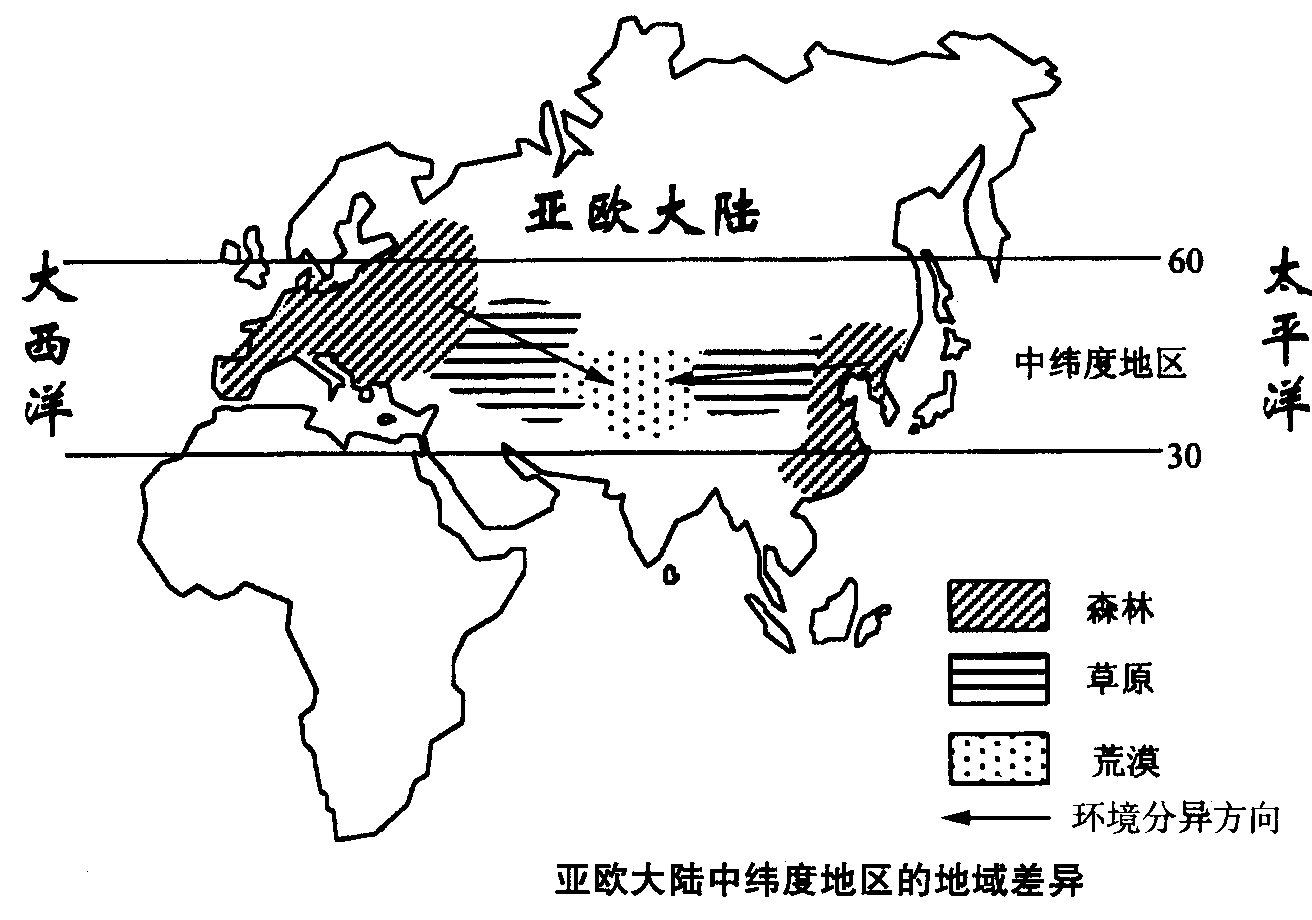 亚欧大陆
大西洋
60
太平洋
中纬度地区
30
森林
草原
荒漠
环境分异方向
亚欧大陆中纬度地区的地域差异